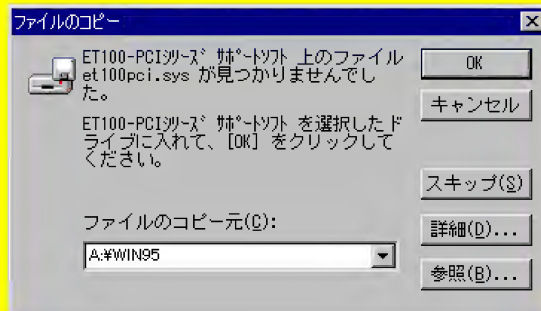 ファイルのコピー
ET100-PCIｼﾘｰｽﾞ ｻﾎﾟｰﾄｿﾌﾄ 上のファイル
et100pci.sys が見つかりませんでし
た。
ET100-PCIｼﾘｰｽﾞ ｻﾎﾟｰﾄｿﾌﾄ を選択したド
ライブに入れて、[OK] をクリックして
ください。
ファイルのコピー元(C):
A:¥WIN95
OK
キャンセル
スキップ(S)
詳細(D)...
参照(B)...